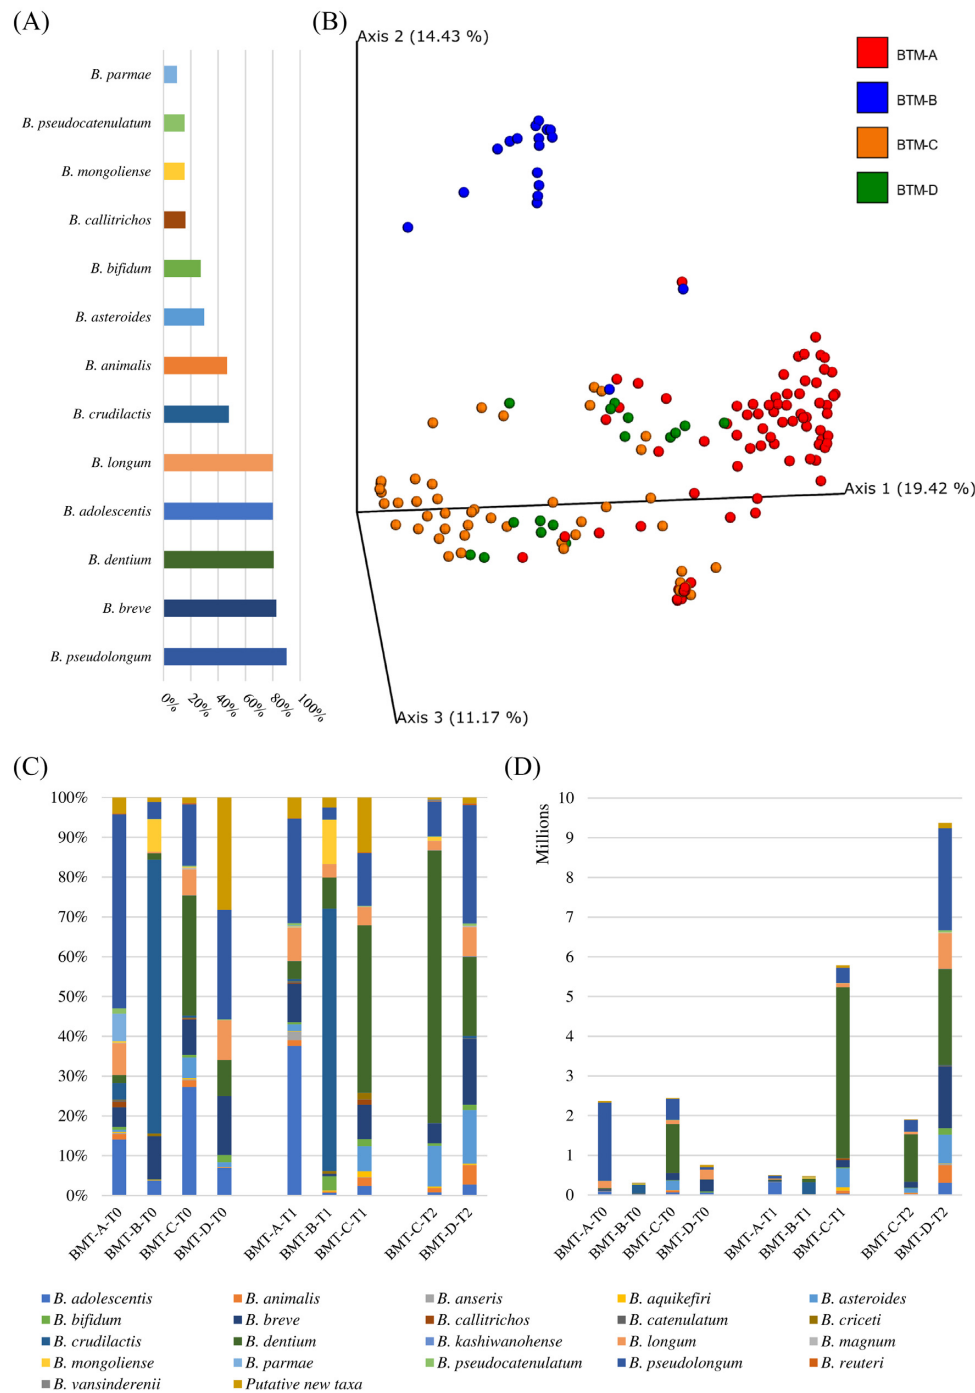 (A)
B. parmae
B. pseudocatenulatum
B. mongoliense
B. callitrichos
B. bifidum
B. asteroides
B. animalis
B. crudilactis
B. longum
B. adolescentis
B. dentium
B. breve
B. pseudolongum
0%
20%
40%
60%
80%
100%
(B)
Axis 2 (14.43 %)
Axis 1 (19.42 %)
Axis 3 (11.17 %)
BTM-A
BTM-B
BTM-C
BTM-D
(C)
100%
90%
80%
70%
60%
50%
40%
30%
20%
10%
0%
BMT-A-T0
BMT-B-T0
BMT-C-T0
BMT-D-T0
BMT-A-T1
BMT-B-T1
BMT-C-T1
BMT-C-T2
BMT-D-T2
(D)
Millions
10
9
8
7
6
5
4
3
2
1
0
BMT-A-T0
BMT-B-T0
BMT-C-T0
BMT-D-T0
BMT-A-T1
BMT-B-T1
BMT-C-T1
BMT-C-T2
BMT-D-T2
B. adolescentis
B. animalis
B. anseris
B. aquikefiri
B. asteroides
B. bifidum
B. breve
B. callitrichos
B. catenulatum
B. criceti
B. crudilactis
B. dentium
B. kashiwanohense
B. longum
B. magnum
B. mongoliense
B. parmae
B. pseudocatenulatum
B. pseudolongum
B. reuteri
B. vansinderenii
Putative new taxa